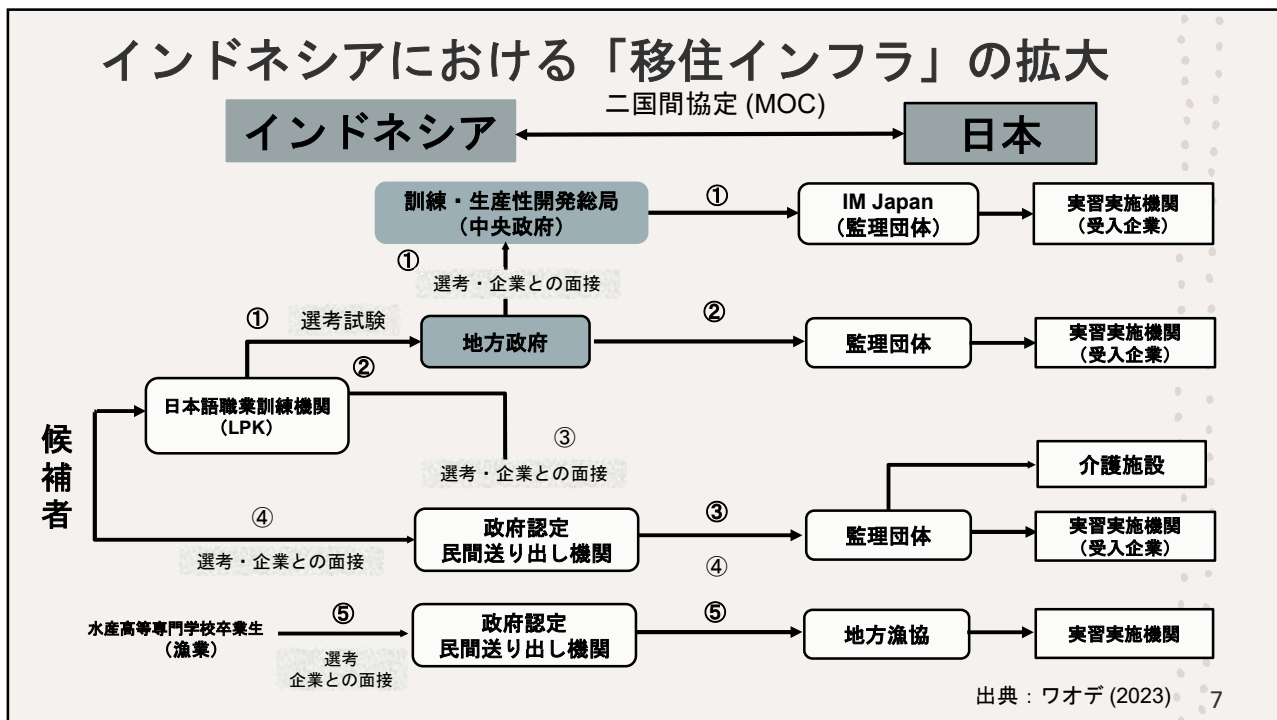 インドネシアにおける「移住インフラ」の拡大
二国間協定 (MOC)
インドネシア
日本
訓練・生産性開発総局
（中央政府）
①
IM Japan
（監理団体）
実習実施機関
（受入企業）
①
選考・企業との面接
①
選考試験
地方政府
②
監理団体
実習実施機関
（受入企業）
②
日本語職業訓練機関
（LPK）
候補者
③
選考・企業との面接
介護施設
④
選考・企業との面接
政府認定
民間送り出し機関
③
④
監理団体
実習実施機関
（受入企業）
水産高等専門学校卒業生
（漁業）
⑤
選考
企業との面接
政府認定
民間送り出し機関
⑤
地方漁協
実習実施機関
出典：ワオデ (2023)
7